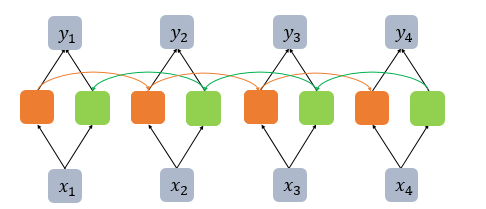 y₁ y₂ y₃ y₄
x₁ x₂ x₃ x₄